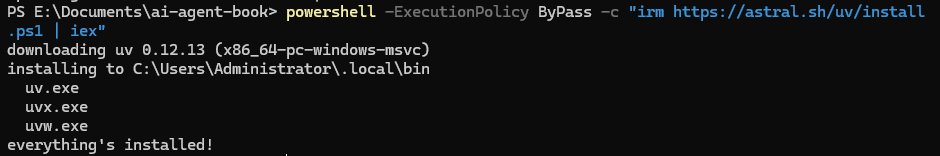 PS E:\Documents\ai-agent-book> powershell -ExecutionPolicy ByPass -c "irm https://astral.sh/uv/install
.ps1 | iex"
downloading uv 0.12.13 (x86_64-pc-windows-msvc)
installing to C:\Users\Administrator\.local\bin
  uv.exe
  uvx.exe
  uvw.exe
everything's installed!